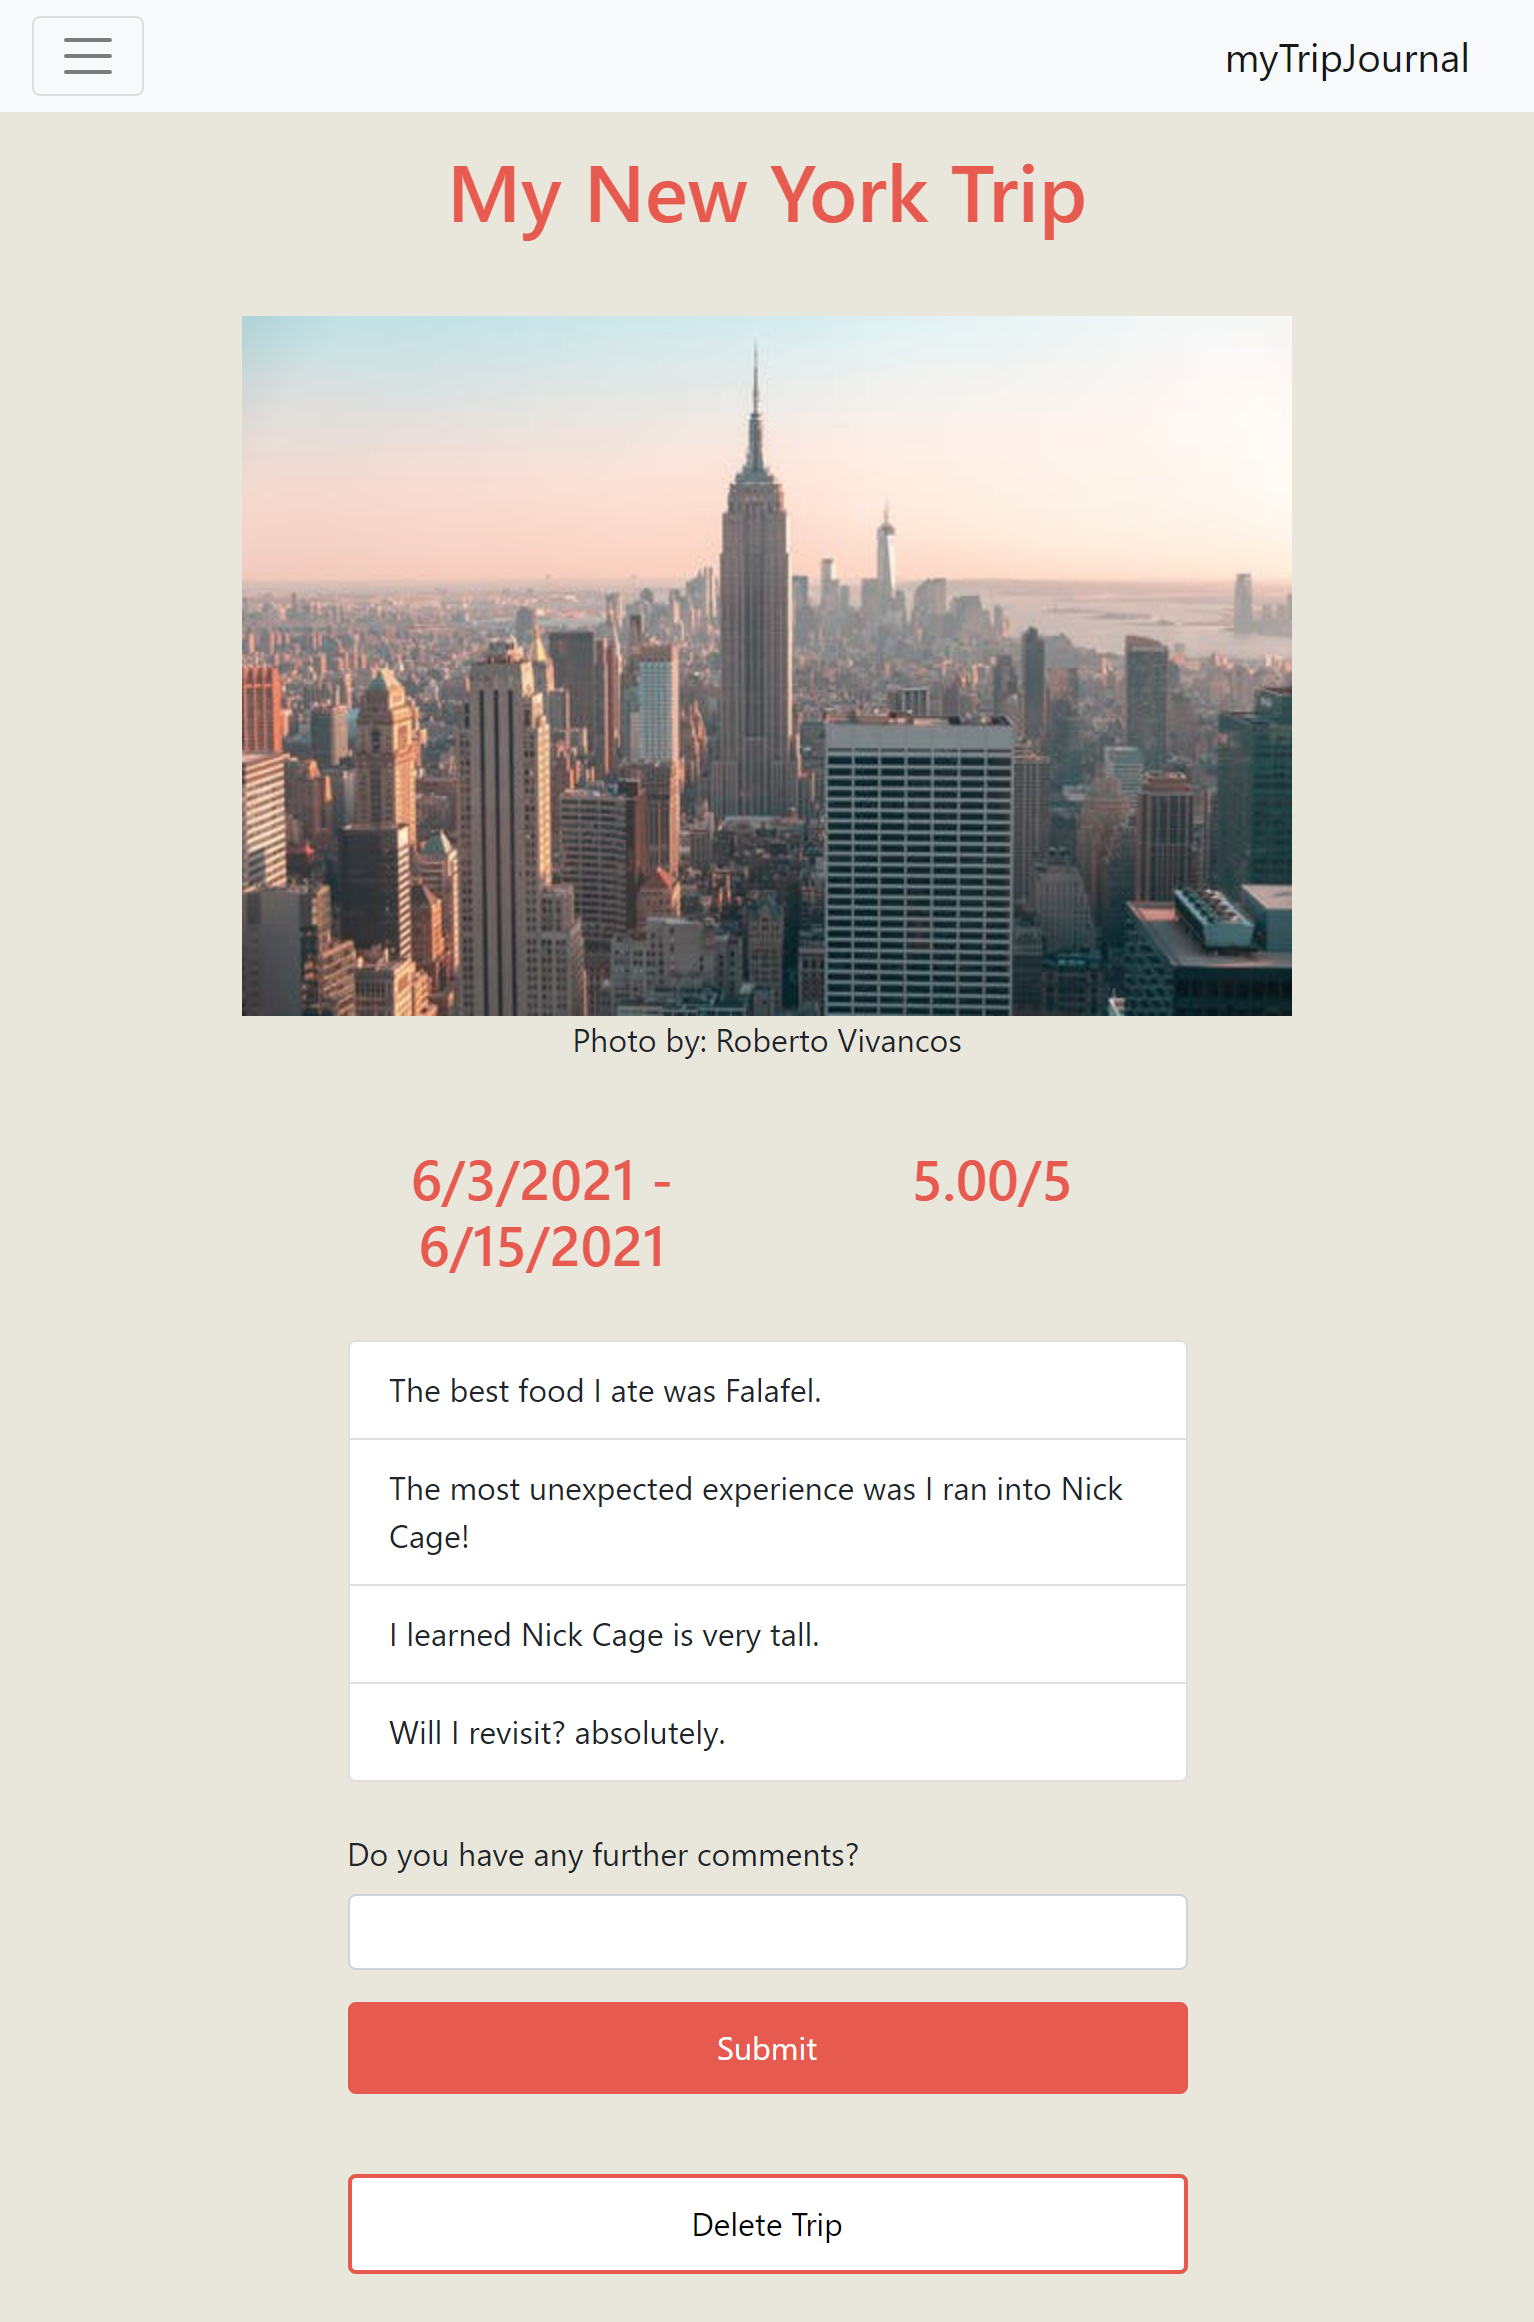 myTripJournal
My New York Trip
Photo by: Roberto Vivancos
6/3/2021 -
6/15/2021
5.00/5
The best food I ate was Falafel.
The most unexpected experience was I ran into Nick
Cage!
I learned Nick Cage is very tall.
Will I revisit? absolutely.
Do you have any further comments?
Submit
Delete Trip